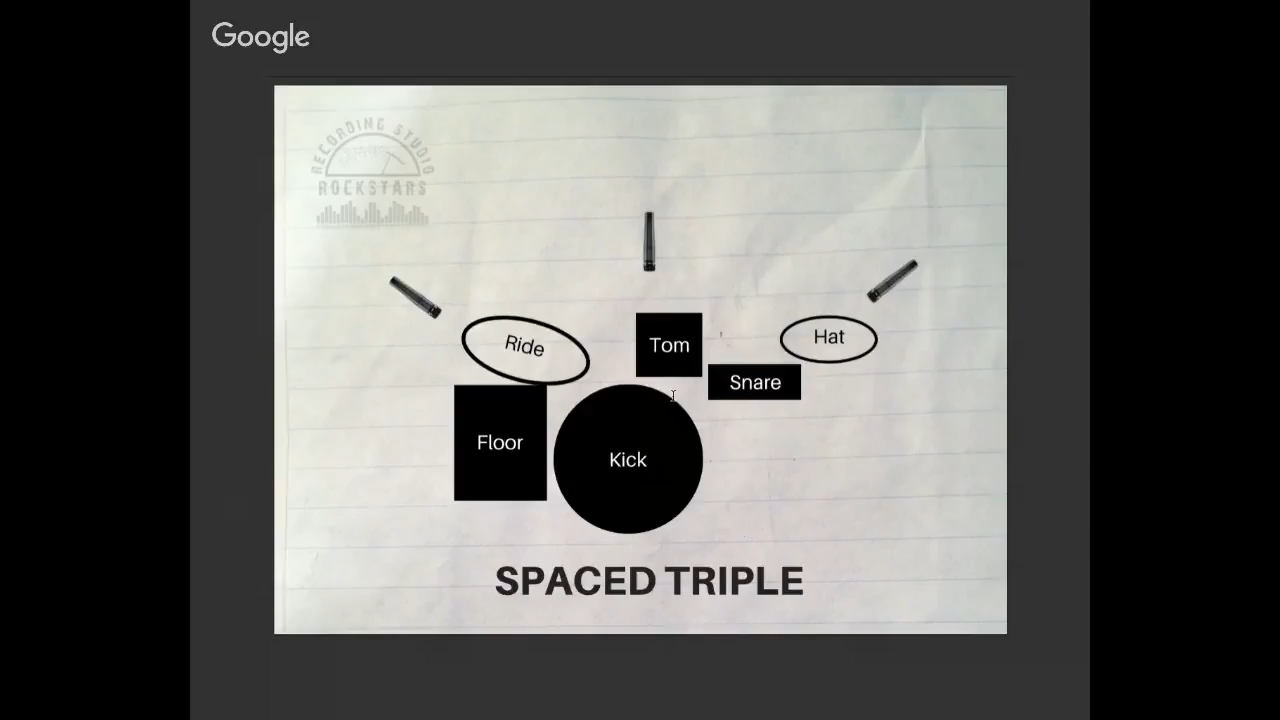 Google
RECORDING STUDIO
ROCKSTARS
Ride
Tom
Hat
Snare
Floor
Kick
SPACED TRIPLE